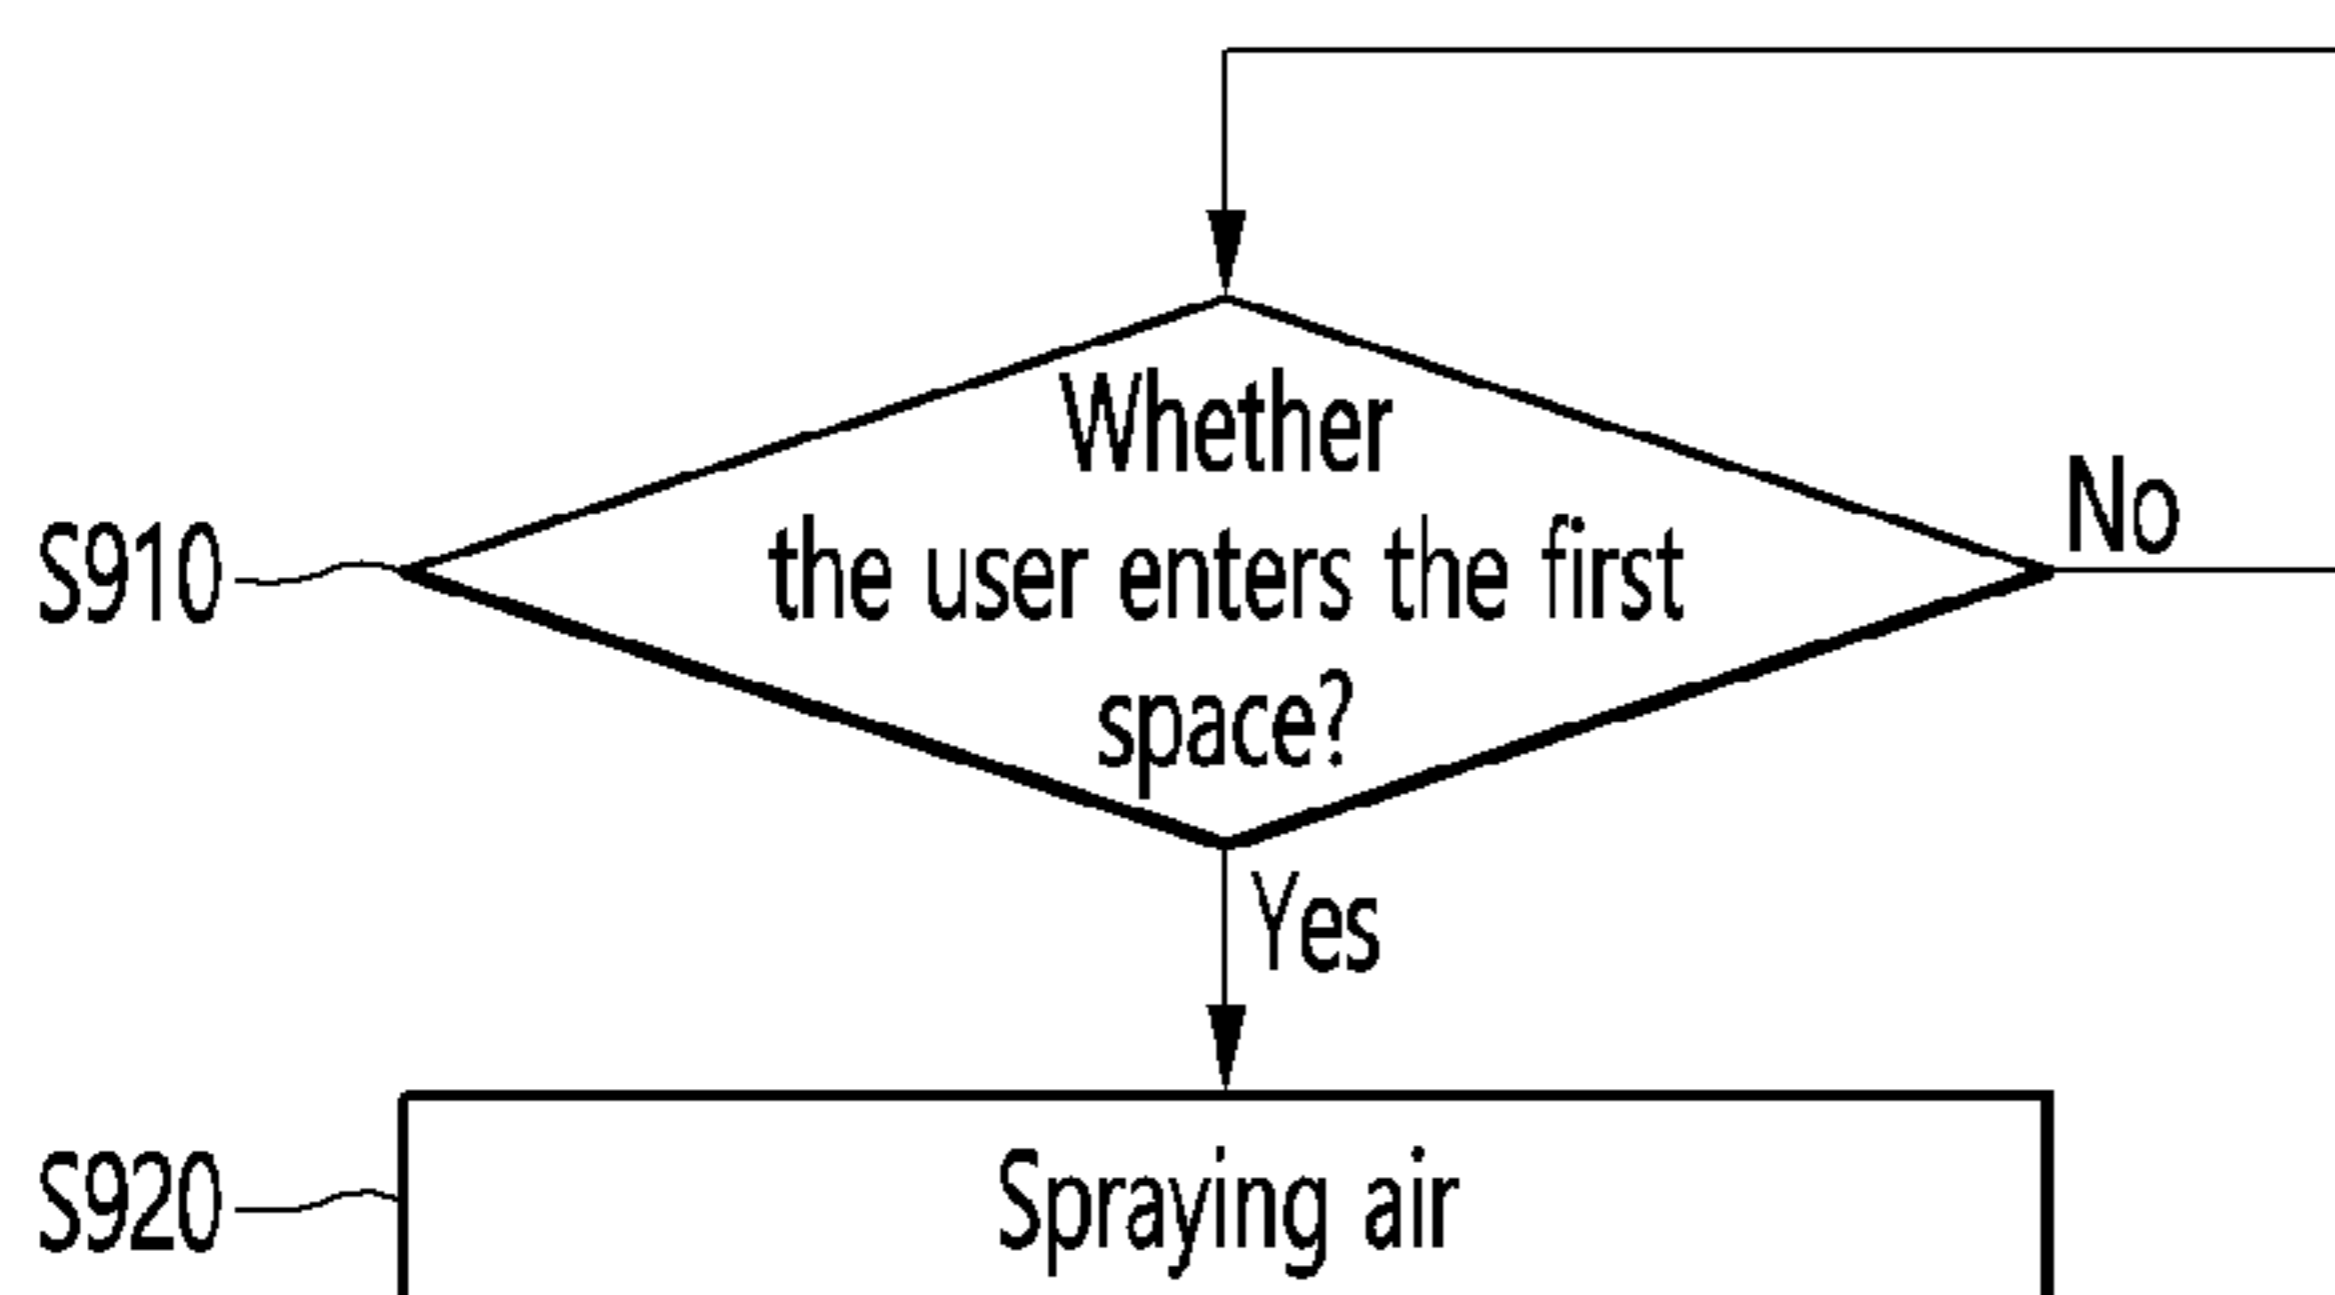 Whether
No
S910
the user enters the first
space?
Yes
S920
Spraying air